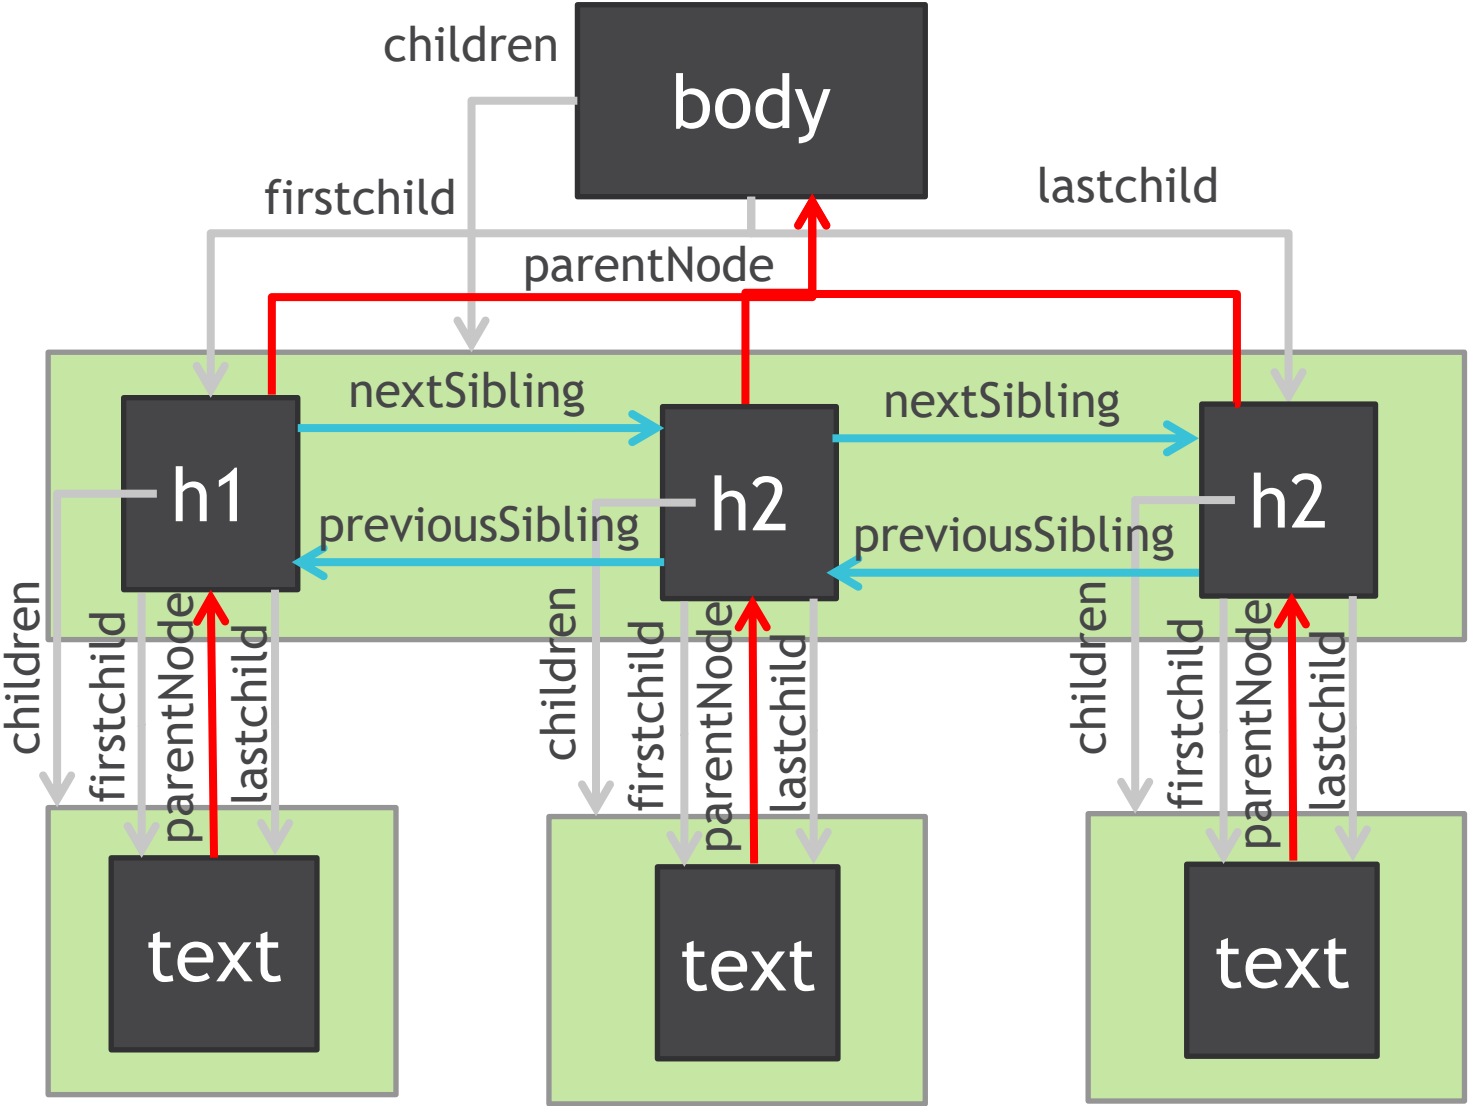 children
body
firstchild
lastchild
parentNode
nextSibling
nextSibling
h1
h2
h2
previousSibling
previousSibling
children
firstchild
parentNode
lastchild
children
firstchild
parentNode
lastchild
children
firstchild
parentNode
lastchild
text
text
text